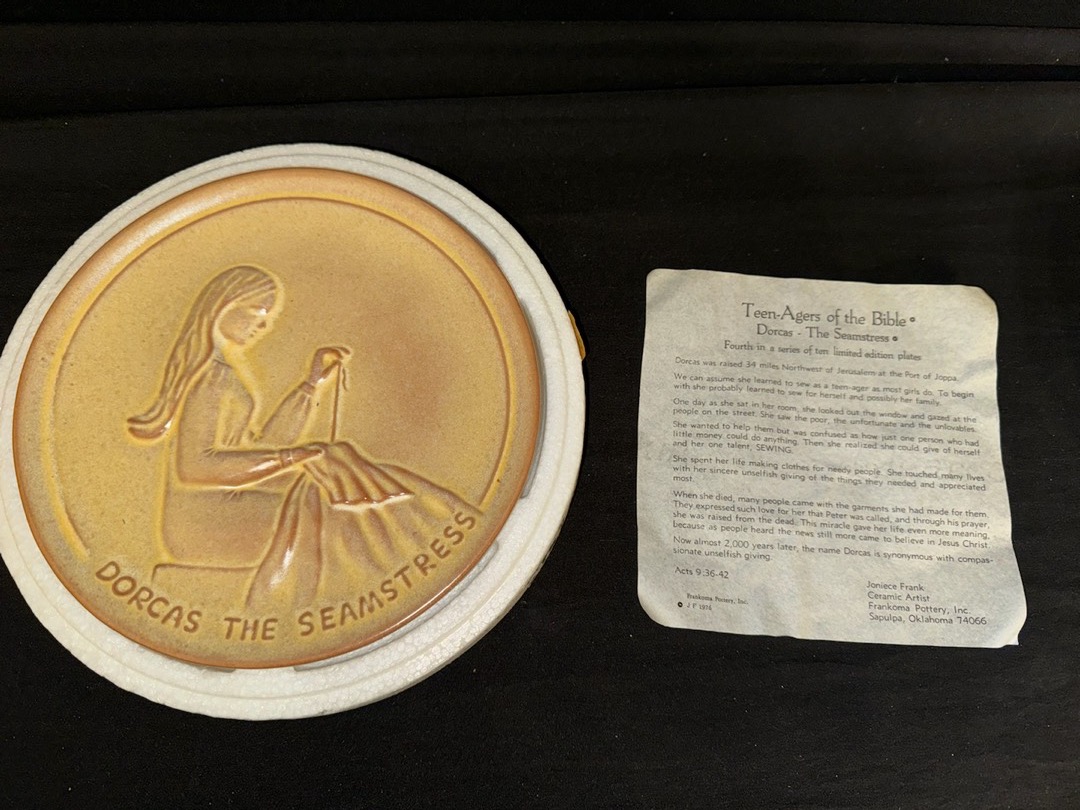 DORCAS THE SEAMSTRESS
Teen-Agers of the Bible
Dorcas - The Seamstress
Fourth in a series of ten limited edition plates
Dorcas was raised 34 miles Northwest of Jerusalem at the Port of Joppa.
We can assume she learned to sew as a teen-ager as most girls do. To begin
with she probably learned to sew for herself and possibly her family.
One day as she sat in her room, she looked out the window and gazed at the
people on the street. She saw the poor, the unfortunate and the unlovables.
She wanted to help them but was confused as how just one person who had
little money could do anything. Then she realized she could give of herself
and her one talent, SEWING.
She spent her life making clothes for needy people. She touched many lives
with her sincere unselfish giving of the things they needed and appreciated
most.
When she died, many people came with the garments she had made for them.
They expressed such love for her that Peter was called, and through his prayer,
she was raised from the dead. This miracle gave her life even more meaning,
because as people heard the news still more came to believe in Jesus Christ.
Now almost 2,000 years later, the name Dorcas is synonymous with compas-
sionate unselfish giving.
Acts 9:36-42
Joniece Frank
Ceramic Artist
Frankoma Pottery, Inc.
Sapulpa, Oklahoma 74066
Frankoma Pottery, Inc.
J F 1976